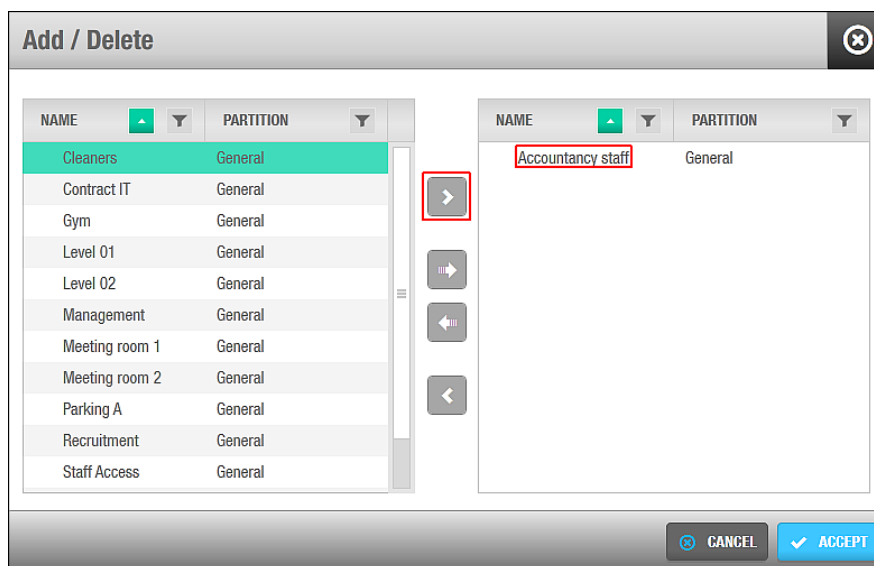 Add / Delete
NAME PARTITION NAME PARTITION
Cleaners General Accountancy staff General
Contract IT General
Gym General
Level 01 General
Level 02 General
Management General
Meeting room 1 General
Meeting room 2 General
Parking A General
Recruitment General
Staff Access General
CANCEL ACCEPT